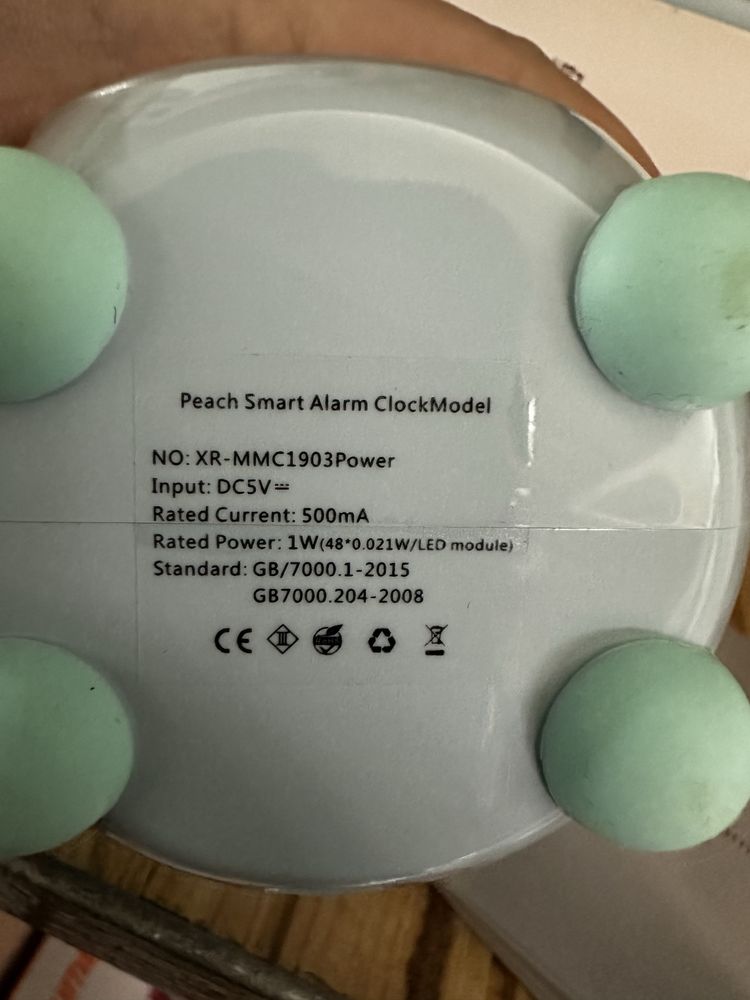 Peach Smart Alarm ClockModel
NO: XR-MMC1903Power
Input: DC5V⎓
Rated Current: 500mA
Rated Power: 1W(48*0.021W/LED module)
Standard: GB/7000.1-2015
GB7000.204-2008
CE III